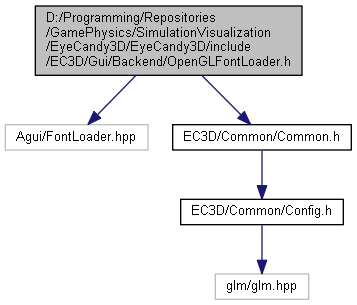 D:/Programming/Repositories
/GamePhysics/SimulationVisualization
/EyeCandy3D/EyeCandy3D/include
/EC3D/Gui/Backend/OpenGLFontLoader.h
Agui/FontLoader.hpp
EC3D/Common/Common.h
EC3D/Common/Config.h
glm/glm.hpp